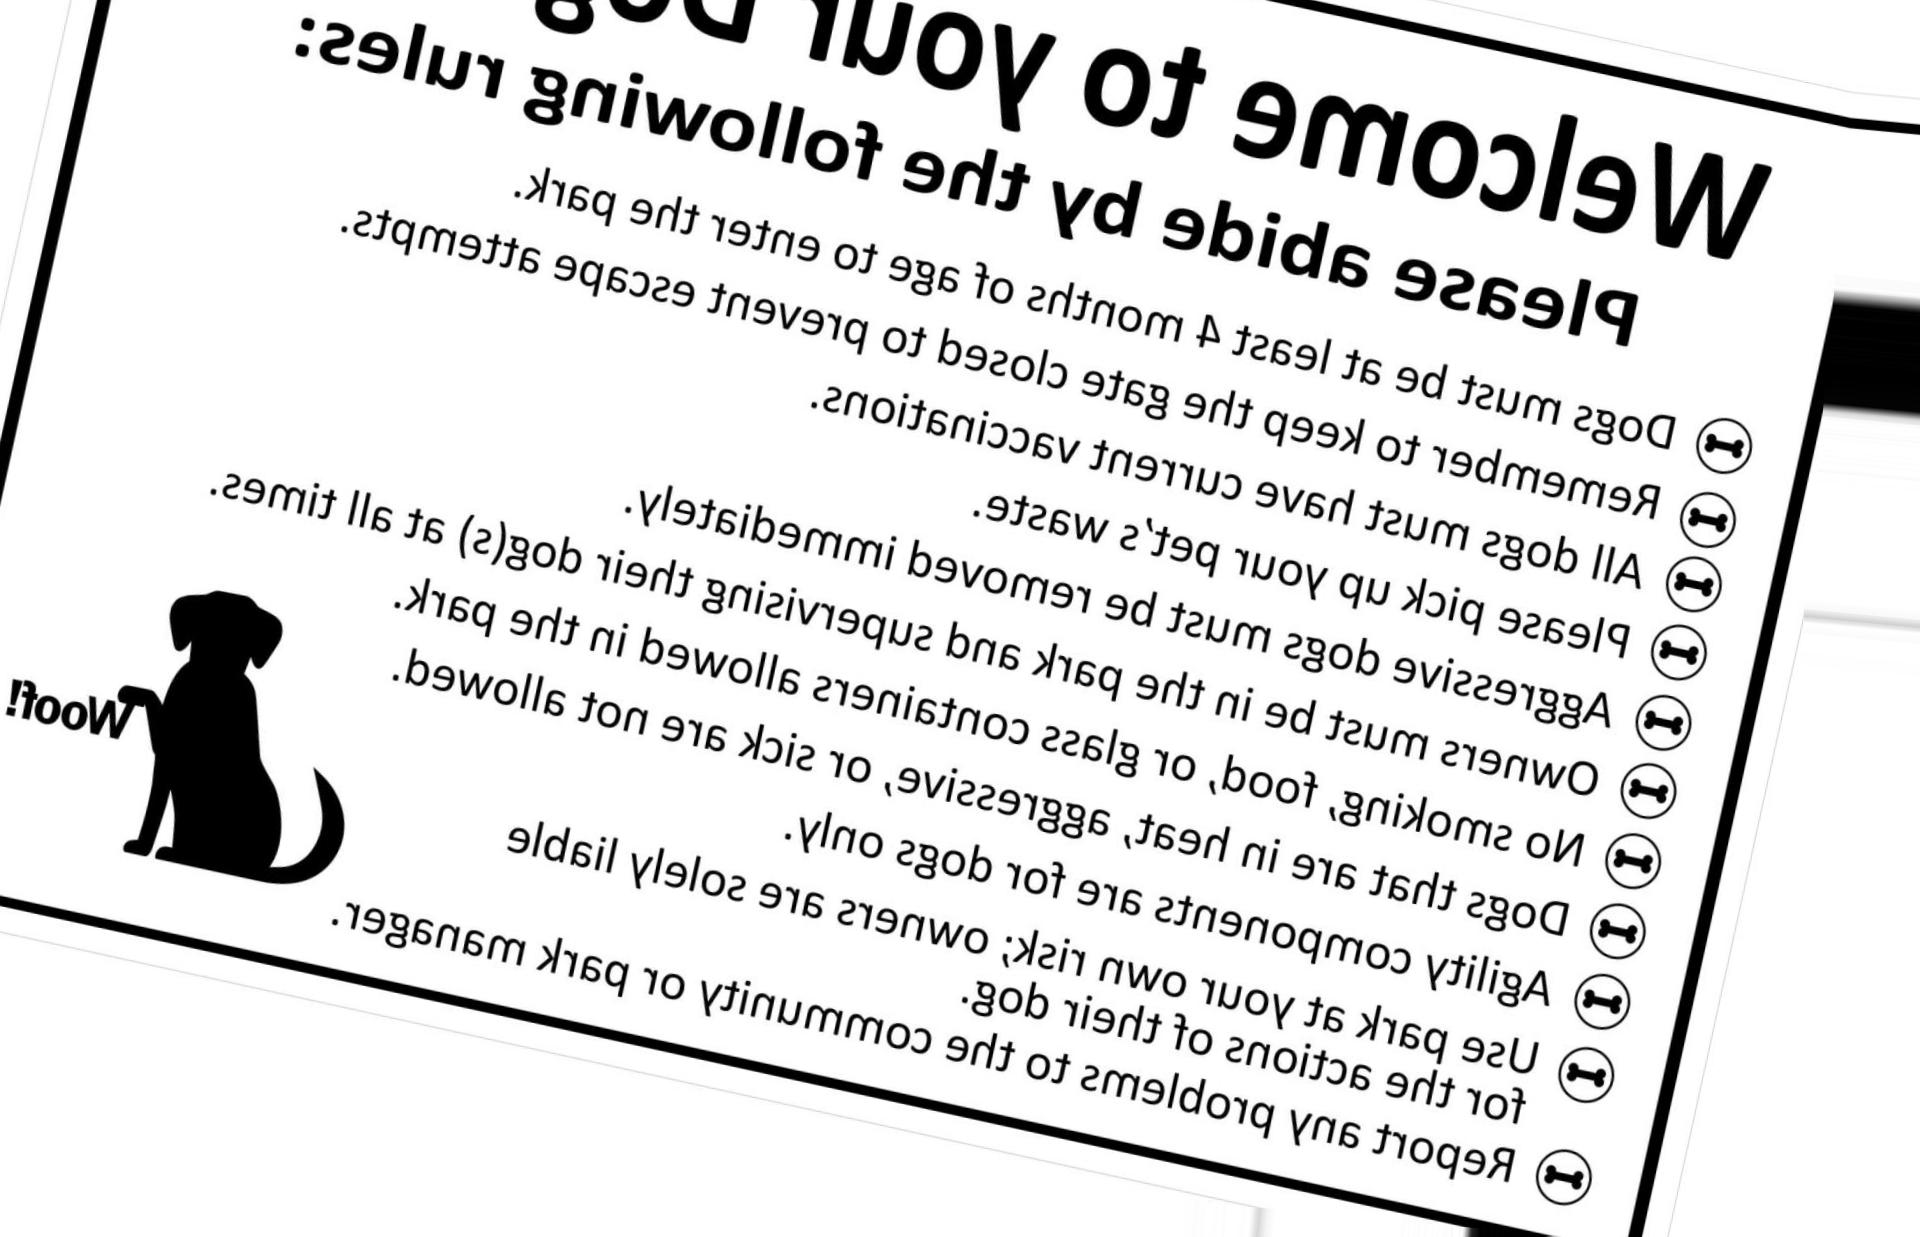 Welcome to your Dog
Please abide by the following rules:
Dogs must be at least 4 months of age to enter the park.
Remember to keep the gate closed to prevent escape attempts.
All dogs must have current vaccinations.
Please pick up your pet's waste.
Aggressive dogs must be removed immediately.
Owners must be in the park and supervising their dog(s) at all times.
No smoking, food, or glass containers allowed in the park.
Dogs that are in heat, aggressive, or sick are not allowed.
Agility components are for dogs only.
Use park at your own risk; owners are solely liable
for the actions of their dog.
Report any problems to the community or park manager.
Woof!